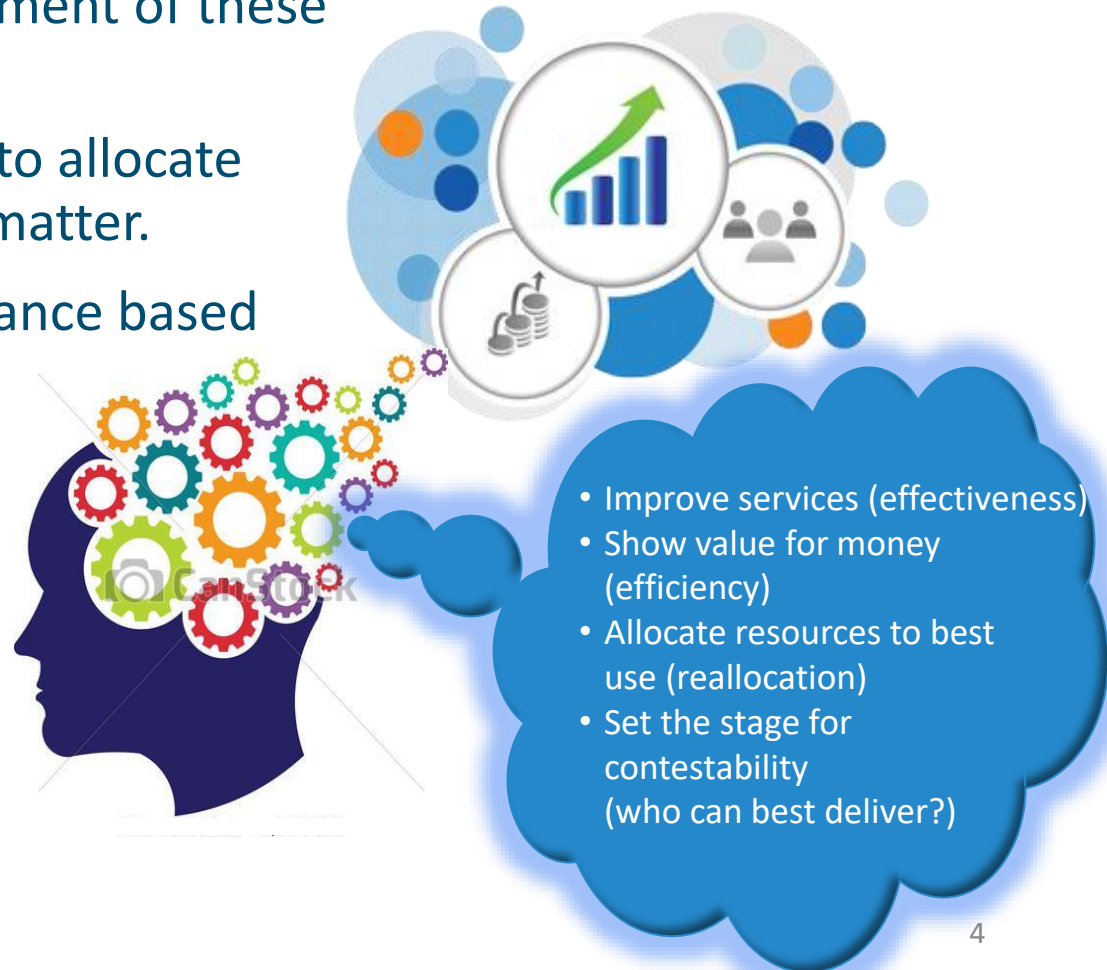 ment of these
to allocate
matter.
ance based
CanStock
• Improve services (effectiveness)
• Show value for money
(efficiency)
• Allocate resources to best
use (reallocation)
• Set the stage for
contestability
(who can best deliver?)
4